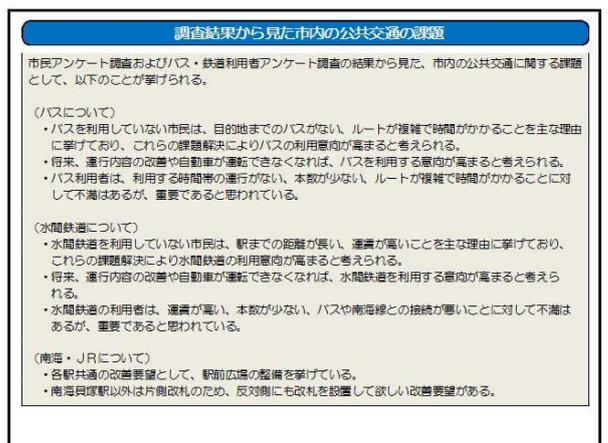 調査結果から見た市内の公共交通の課題
市民アンケート調査およびバス・鉄道利用者アンケート調査の結果から見た、市内の公共交通に関する課題
として、以下のことが挙げられる。
（バスについて）
・バスを利用していない市民は、目的地までのバスがない、ルートが複雑で時間がかかることを主な理由
に挙げており、これらの課題解決によりバスの利用意向が高まると考えられる。
・将来、運行内容の改善や自動車が運転できなくなれば、バスを利用する意向が高まると考えられる。
・バス利用者は、利用する時間帯の運行がない、本数が少ない、ルートが複雑で時間がかかることに対
して不満はあるが、重要であると思われている。
（水間鉄道について）
・水間鉄道を利用していない市民は、駅までの距離が長い、運賃が高いことを主な理由に挙げており、
これらの課題解決により水間鉄道の利用意向が高まると考えられる。
・将来、運行内容の改善や自動車が運転できなくなれば、水間鉄道を利用する意向が高まると考えら
れる。
・水間鉄道の利用者は、運賃が高い、本数が少ない、バスや南海線との接続が悪いことに対して不満は
あるが、重要であると思われている。
（南海・ＪＲについて）
・各駅共通の改善要望として、駅前広場の整備を挙げている。
・南海貝塚駅以外は片側改札のため、反対側にも改札を設置して欲しい改善要望がある。